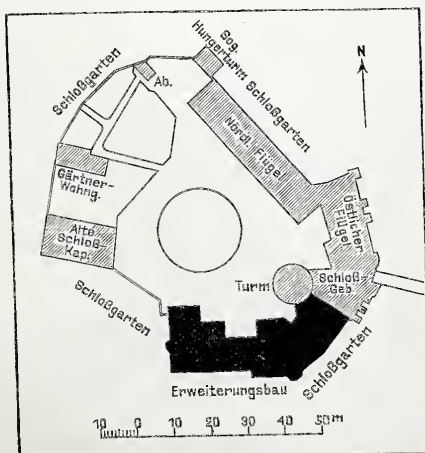 Sog.
Hungerturm
Schloßgarten
N
Schloßgarten
Ab.
Nördl. Flügel
Gärtner-
Wohng.
Östlicher
Flügel
Alte
Schloß-
Kap.
Schloß-
Geb.
Turm
Schloßgarten
Schloßgarten
Erweiterungsbau
10 0 10 20 30 40 50 m